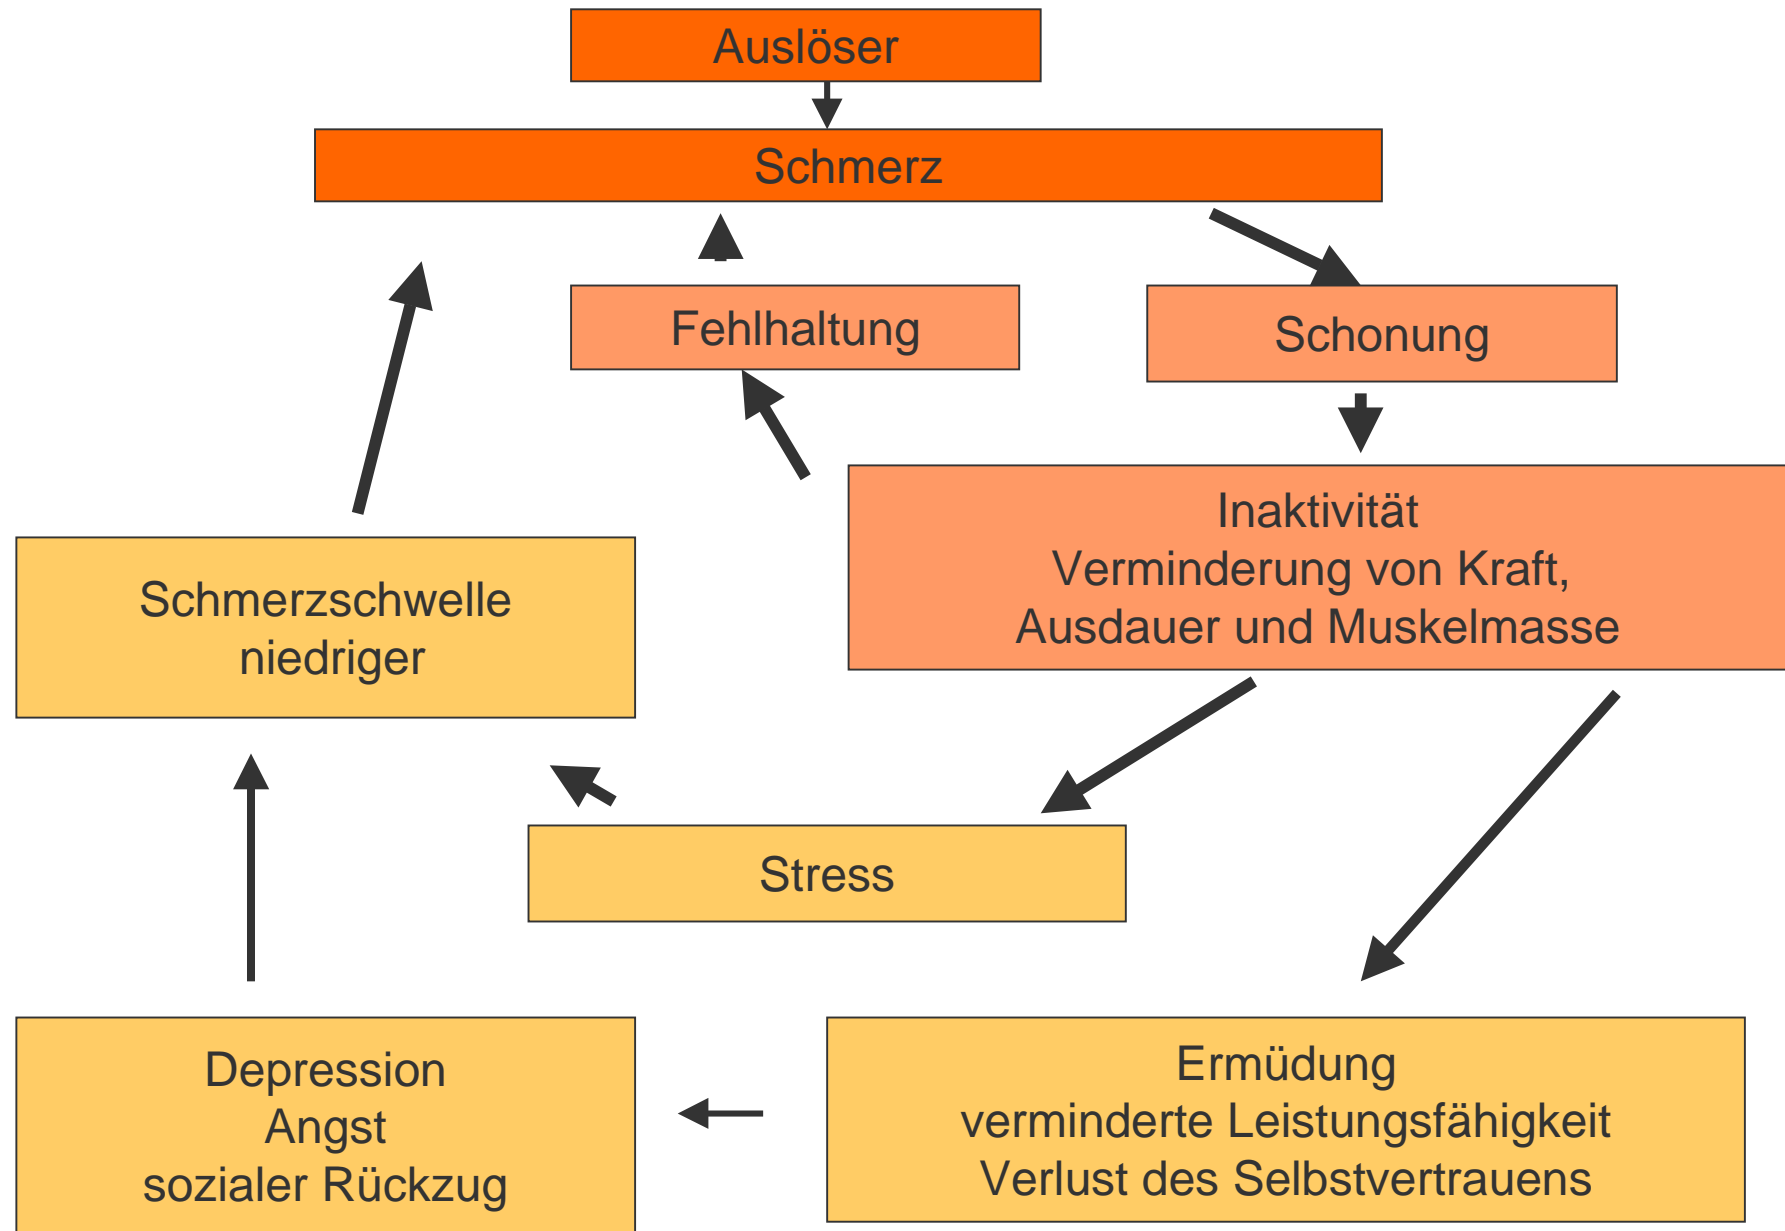 Auslöser
Schmerz
Fehlhaltung
Schonung
Inaktivität
Verminderung von Kraft,
Ausdauer und Muskelmasse
Schmerzschwelle
niedriger
Stress
Depression
Angst
sozialer Rückzug
Ermüdung
verminderte Leistungsfähigkeit
Verlust des Selbstvertrauens